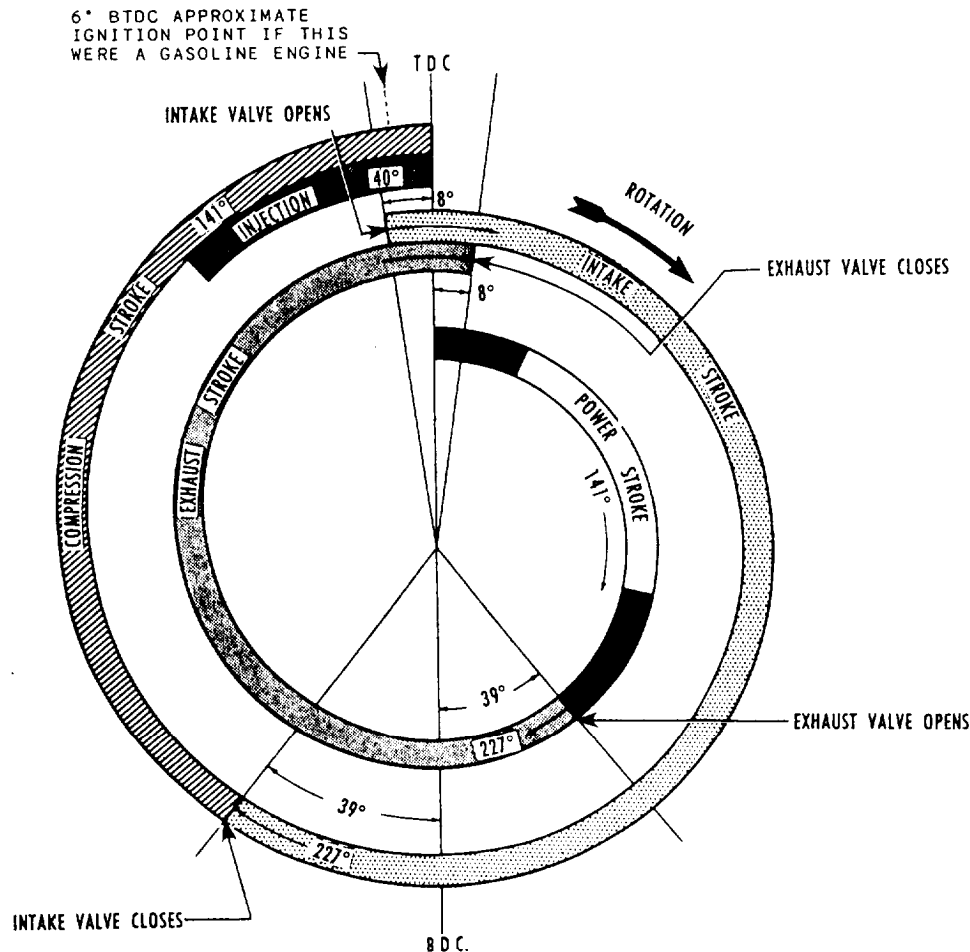 6° BTDC APPROXIMATE
IGNITION POINT IF THIS
WERE A GASOLINE ENGINE
TDC
INTAKE VALVE OPENS
40°
8°
141°
INJECTION
ROTATION
INTAKE
EXHAUST VALVE CLOSES
8°
STROKE
STROKE
STROKE
POWER
STROKE
141°
COMPRESSION
EXHAUST
39°
EXHAUST VALVE OPENS
227°
39°
227°
INTAKE VALVE CLOSES
BDC.